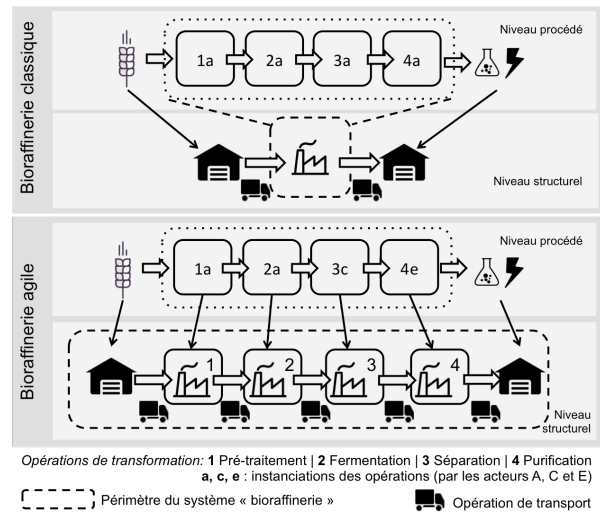 Bioraffinerie classique
Niveau procédé
1a
2a
3a
4a
Niveau structurel
Bioraffinerie agile
Niveau procédé
1a
2a
3c
4e
1
2
3
4
Niveau
structurel
Opérations de transformation: 1 Pré-traitement | 2 Fermentation | 3 Séparation | 4 Purification
a, c, e : instanciations des opérations (par les acteurs A, C et E)
Périmètre du système « bioraffinerie »
Opération de transport